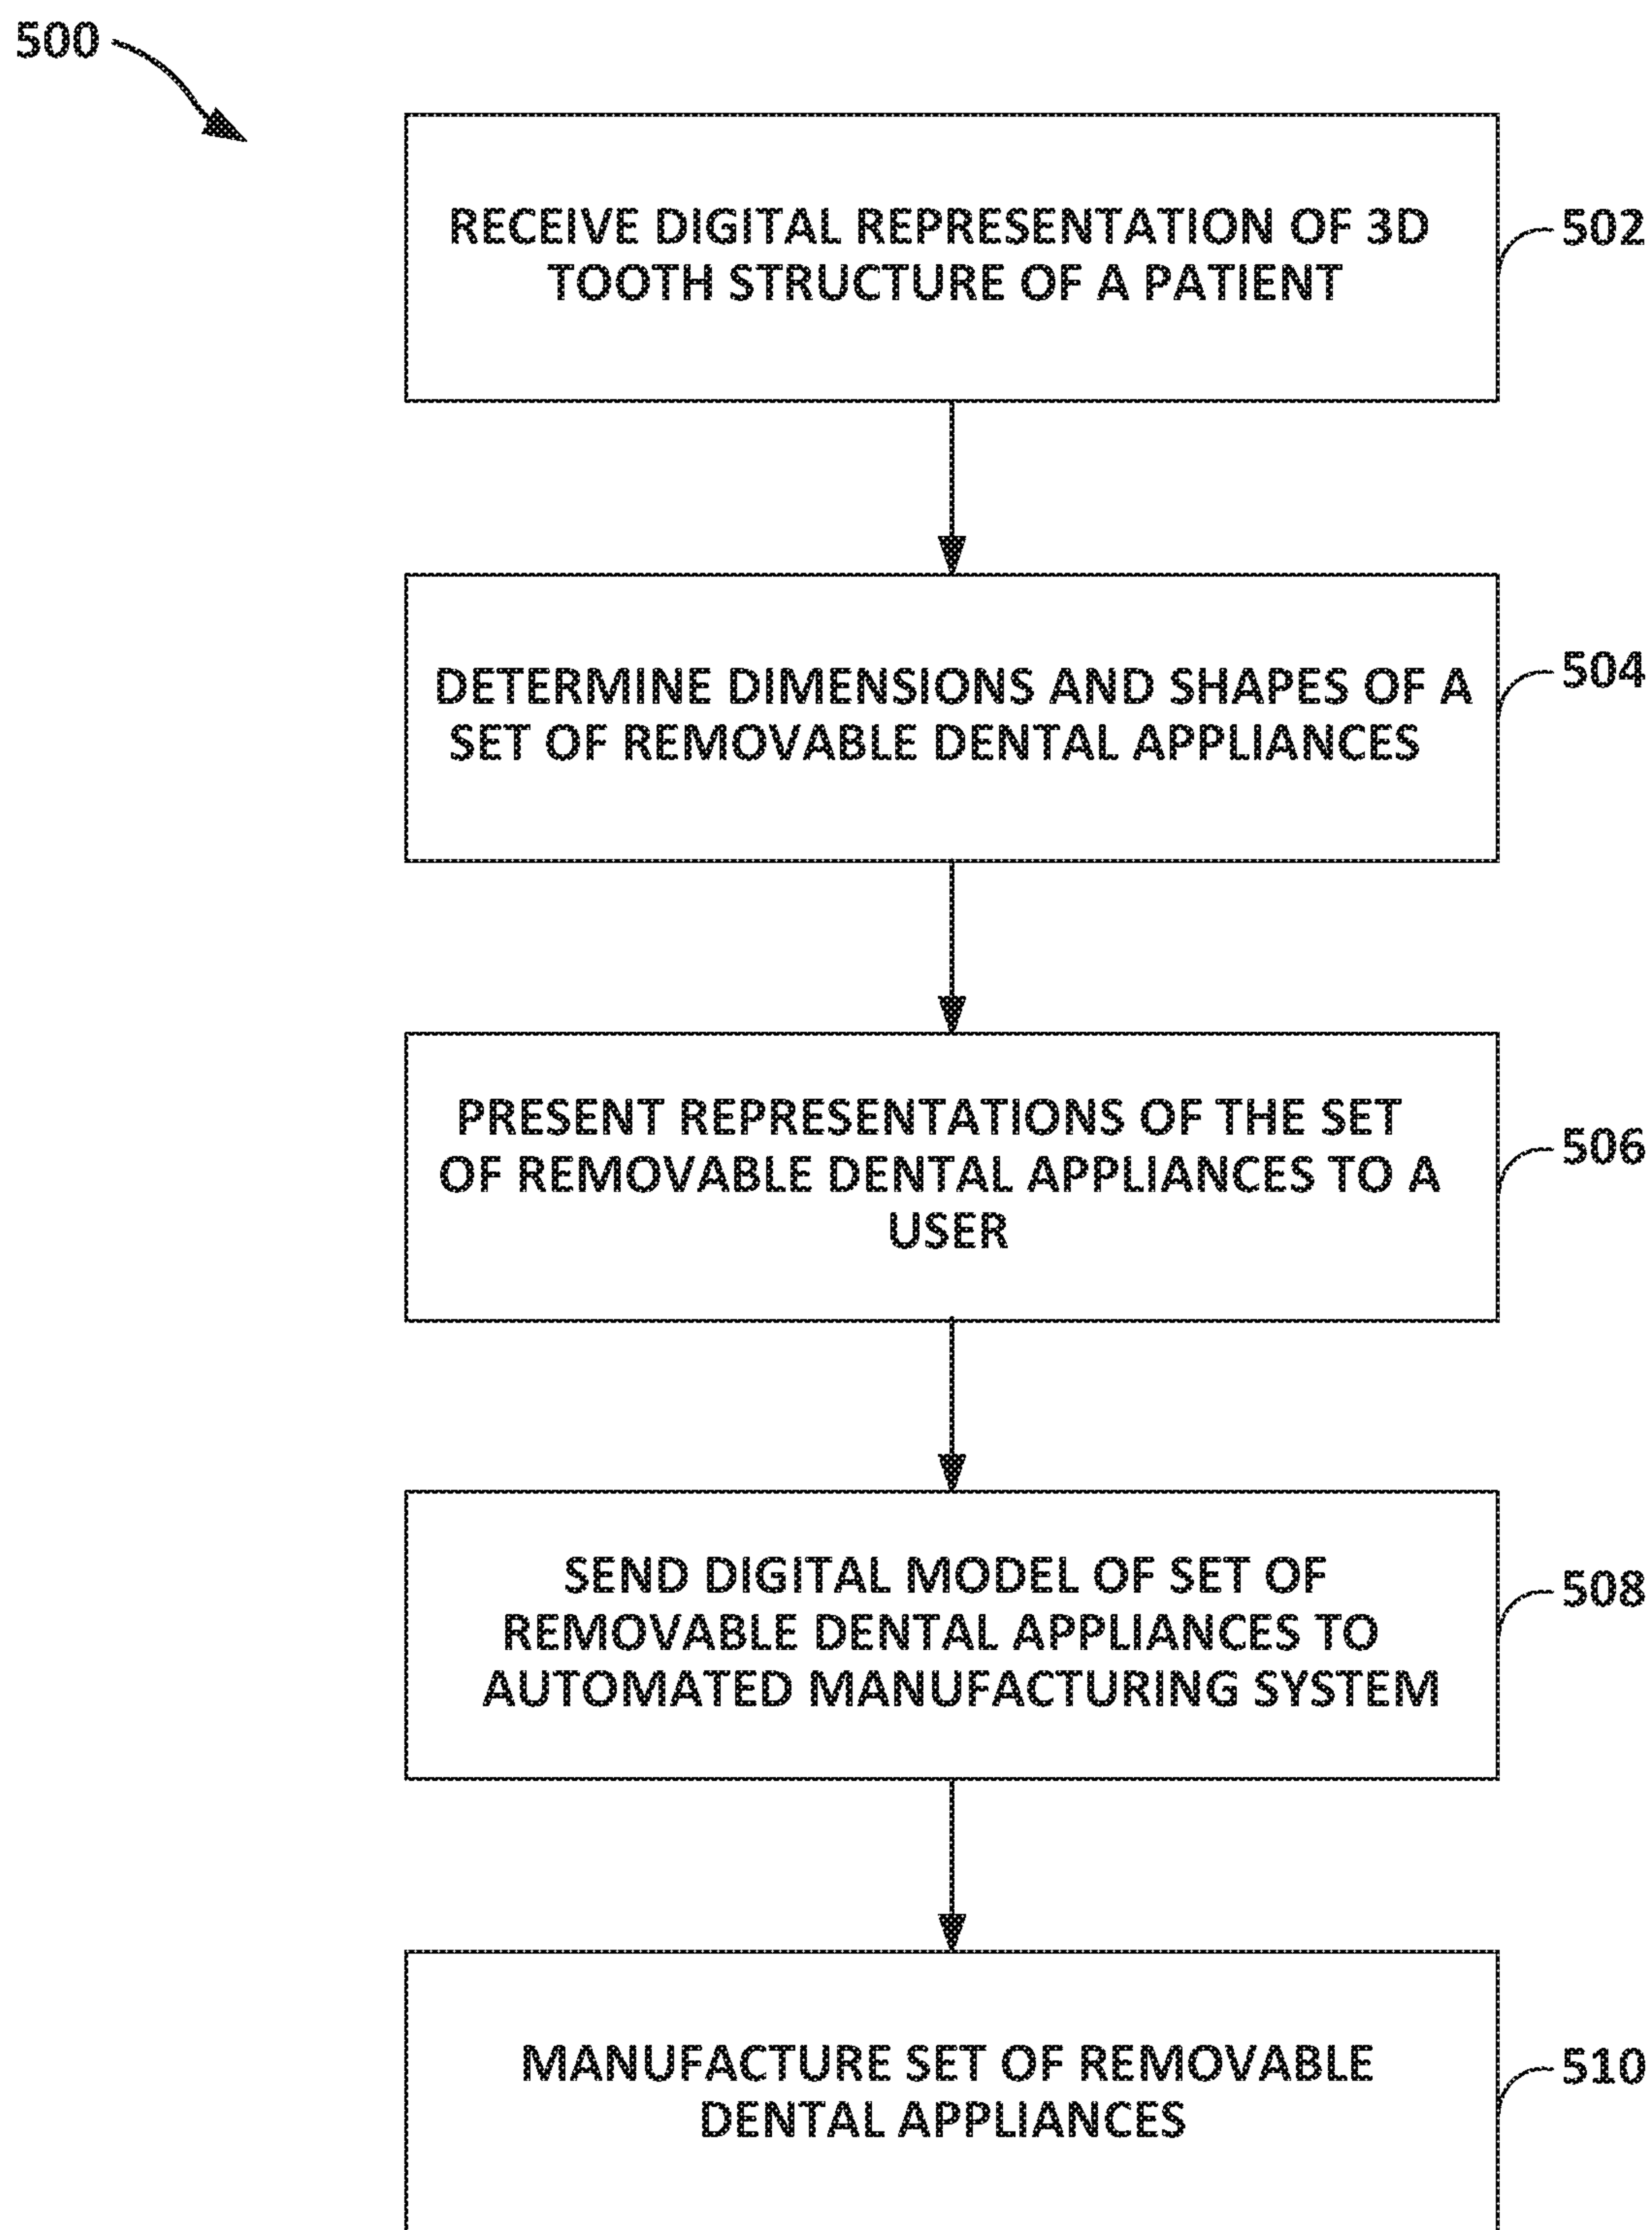 500
RECEIVE DIGITAL REPRESENTATION OF 3D
TOOTH STRUCTURE OF A PATIENT
502
DETERMINE DIMENSIONS AND SHAPES OF A
SET OF REMOVABLE DENTAL APPLIANCES
504
PRESENT REPRESENTATIONS OF THE SET
OF REMOVABLE DENTAL APPLIANCES TO A
USER
506
SEND DIGITAL MODEL OF SET OF
REMOVABLE DENTAL APPLIANCES TO
AUTOMATED MANUFACTURING SYSTEM
508
MANUFACTURE SET OF REMOVABLE
DENTAL APPLIANCES
510